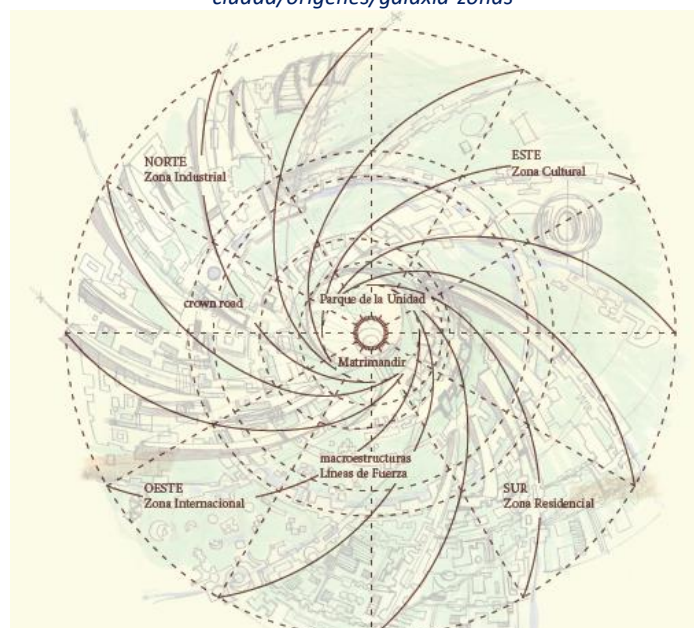 ciudad/orígenes/galaxia-zonas
NORTE
Zona Industrial
ESTE
Zona Cultural
crown road
Parque de la Unidad
Matrimandir
macroestructuras
Líneas de Fuerza
OESTE
Zona Internacional
SUR
Zona Residencial